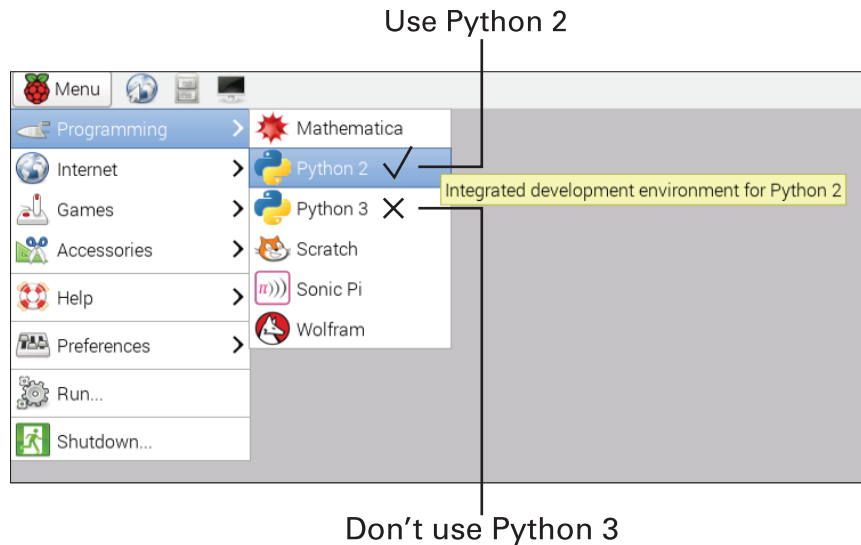 Use Python 2
Menu
Programming
Internet
Games
Accessories
Help
Preferences
Run...
Shutdown...
Mathematica
Python 2
Python 3
Scratch
π))) Sonic Pi
Wolfram
Integrated development environment for Python 2
Don't use Python 3